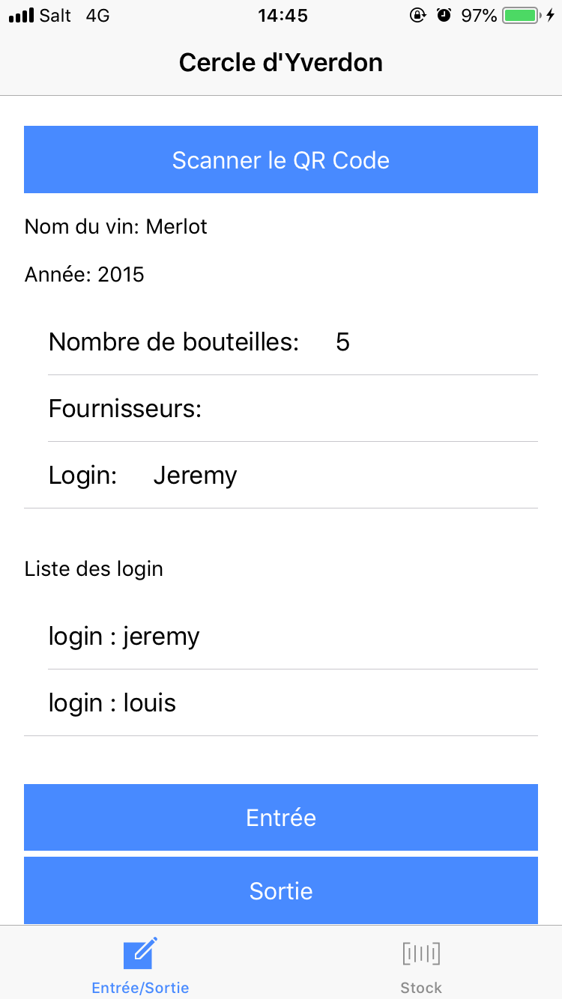 Salt 4G 14:45 97%
Cercle d'Yverdon
Scanner le QR Code
Nom du vin: Merlot
Année: 2015
Nombre de bouteilles: 5
Fournisseurs:
Login: Jeremy
Liste des login
login : jeremy
login : louis
Entrée
Sortie
Entrée/Sortie Stock